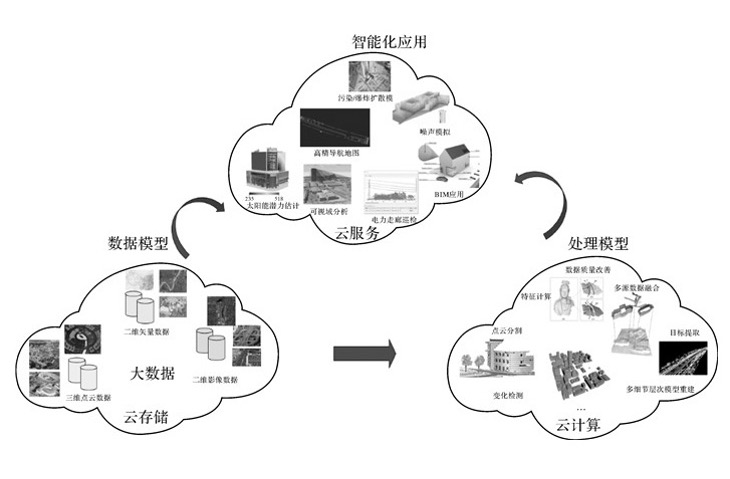 智能化应用
污染/爆炸扩散模
噪声模拟
高精导航地图
BIM应用
235 518
太阳能潜力估计
可视域分析
电力走廊巡检
云服务
数据模型
处理模型
二维矢量数据
大数据
二维影像数据
三维点云数据
云存储
数据质量改善
多源数据融合
特征计算
点云分割
目标提取
变化检测
多细节层次模型重建
...
云计算